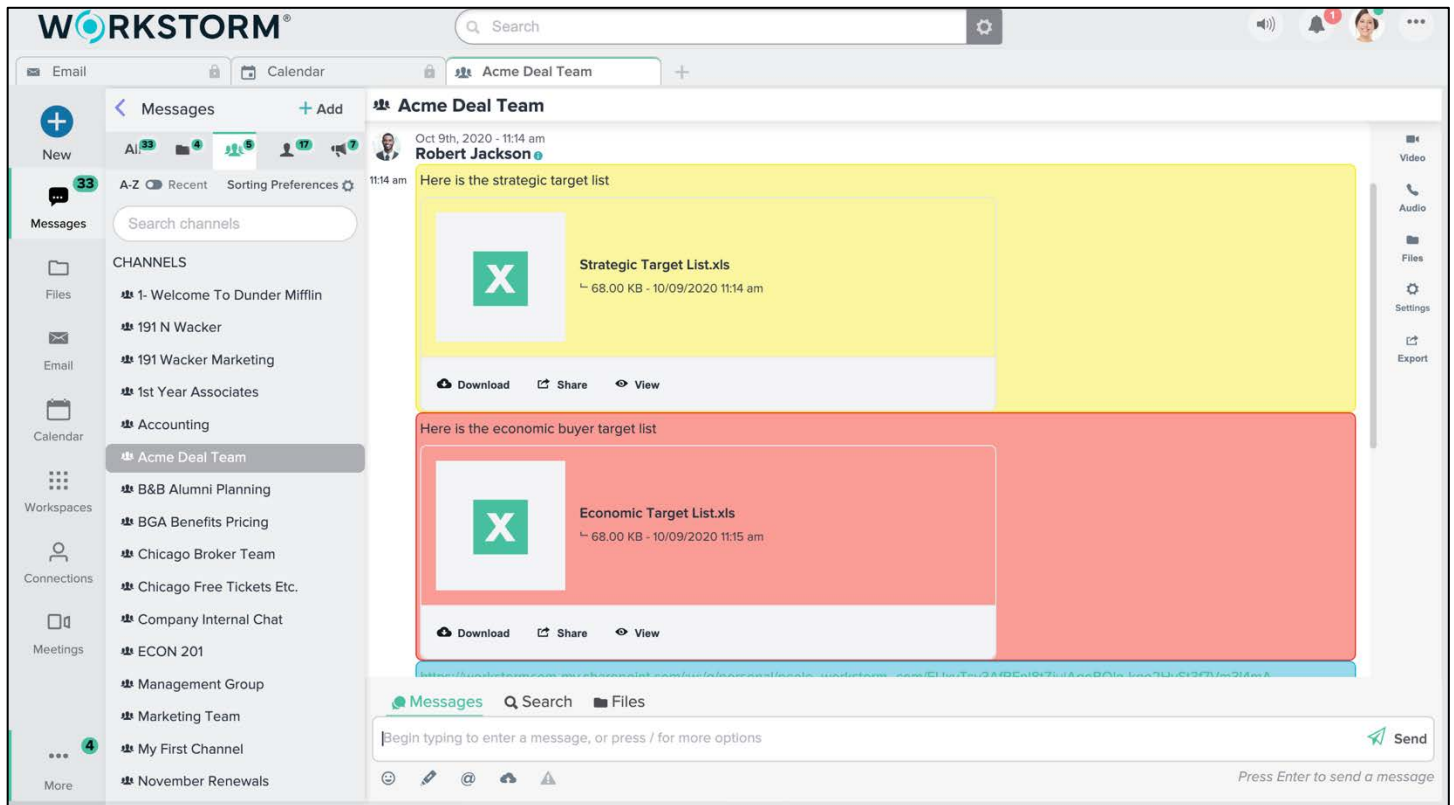 WORKSTORM®
Search
1
Email
Calendar
Acme Deal Team
New
33
Messages
Files
Email
Calendar
Workspaces
Connections
Meetings
4
More
Messages
+ Add
All 33 4 5 17 7
A-Z Recent Sorting Preferences
Search channels
CHANNELS
1- Welcome To Dunder Mifflin
191 N Wacker
191 Wacker Marketing
1st Year Associates
Accounting
Acme Deal Team
B&B Alumni Planning
BGA Benefits Pricing
Chicago Broker Team
Chicago Free Tickets Etc.
Company Internal Chat
ECON 201
Management Group
Marketing Team
My First Channel
November Renewals
Acme Deal Team
Oct 9th, 2020 - 11:14 am
Robert Jackson
11:14 am
Here is the strategic target list
X
Strategic Target List.xls
68.00 KB - 10/09/2020 11:14 am
Download Share View
Here is the economic buyer target list
X
Economic Target List.xls
68.00 KB - 10/09/2020 11:15 am
Download Share View
Messages Search Files
Begin typing to enter a message, or press / for more options
Send
@
Press Enter to send a message
Video
Audio
Files
Settings
Export